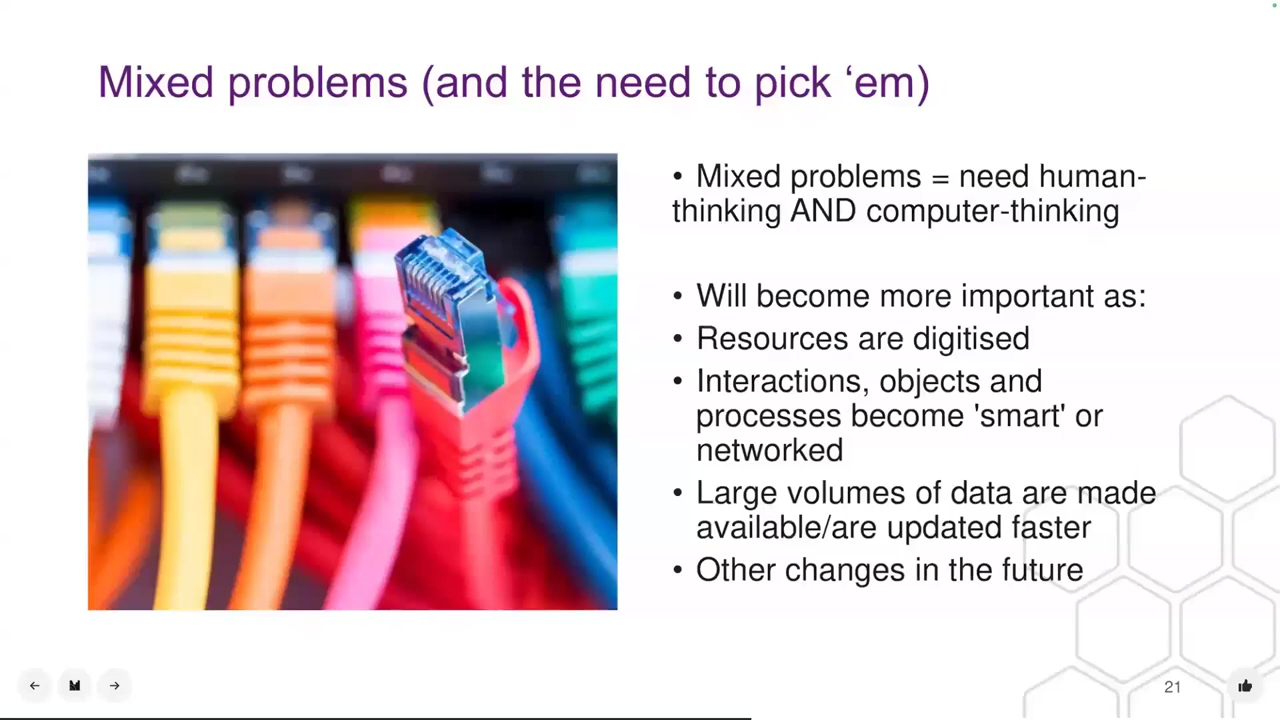 Mixed problems (and the need to pick ‘em)
• Mixed problems = need human-
thinking AND computer-thinking
• Will become more important as:
• Resources are digitised
• Interactions, objects and
processes become 'smart' or
networked
• Large volumes of data are made
available/are updated faster
• Other changes in the future
21